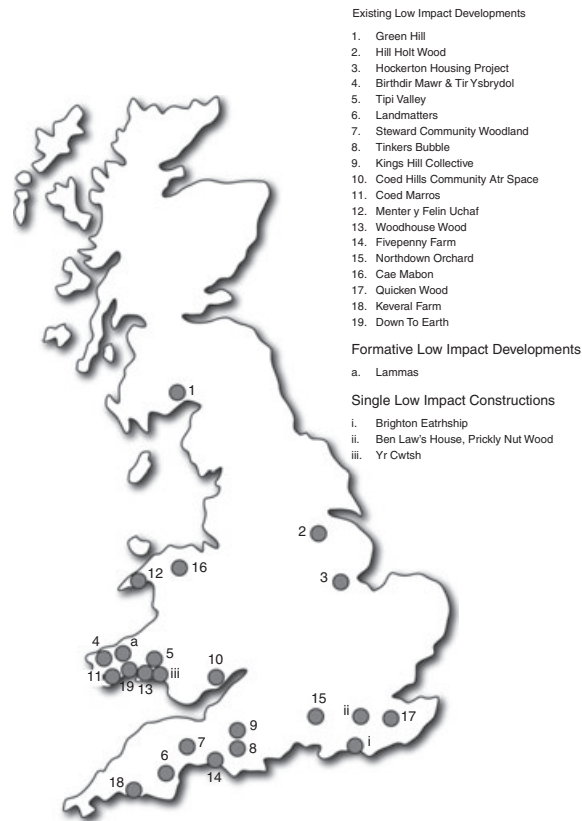 Existing Low Impact Developments
1. Green Hill
2. Hill Holt Wood
3. Hockerton Housing Project
4. Birthdir Mawr & Tir Ysbrydol
5. Tipi Valley
6. Landmatters
7. Steward Community Woodland
8. Tinkers Bubble
9. Kings Hill Collective
10. Coed Hills Community Atr Space
11. Coed Marros
12. Menter y Felin Uchaf
13. Woodhouse Wood
14. Fivepenny Farm
15. Northdown Orchard
16. Cae Mabon
17. Quicken Wood
18. Keveral Farm
19. Down To Earth
Formative Low Impact Developments
a. Lammas
Single Low Impact Constructions
i. Brighton Eatrhship
ii. Ben Law's House, Prickly Nut Wood
iii. Yr Cwtsh
1
2
16
12
3
4 a 5
11 19 13 iii 10
15 ii 17
9
7 8 i
6 14
18